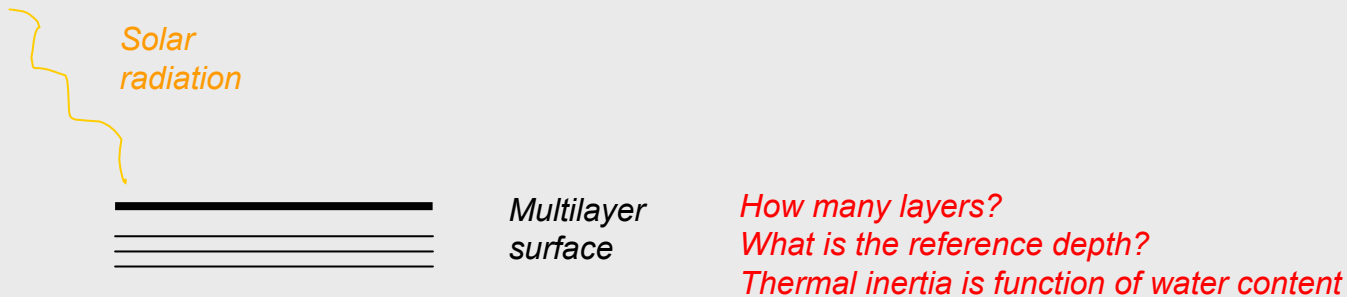 Solar
radiation
Multilayer
surface
How many layers?
What is the reference depth?
Thermal inertia is function of water content